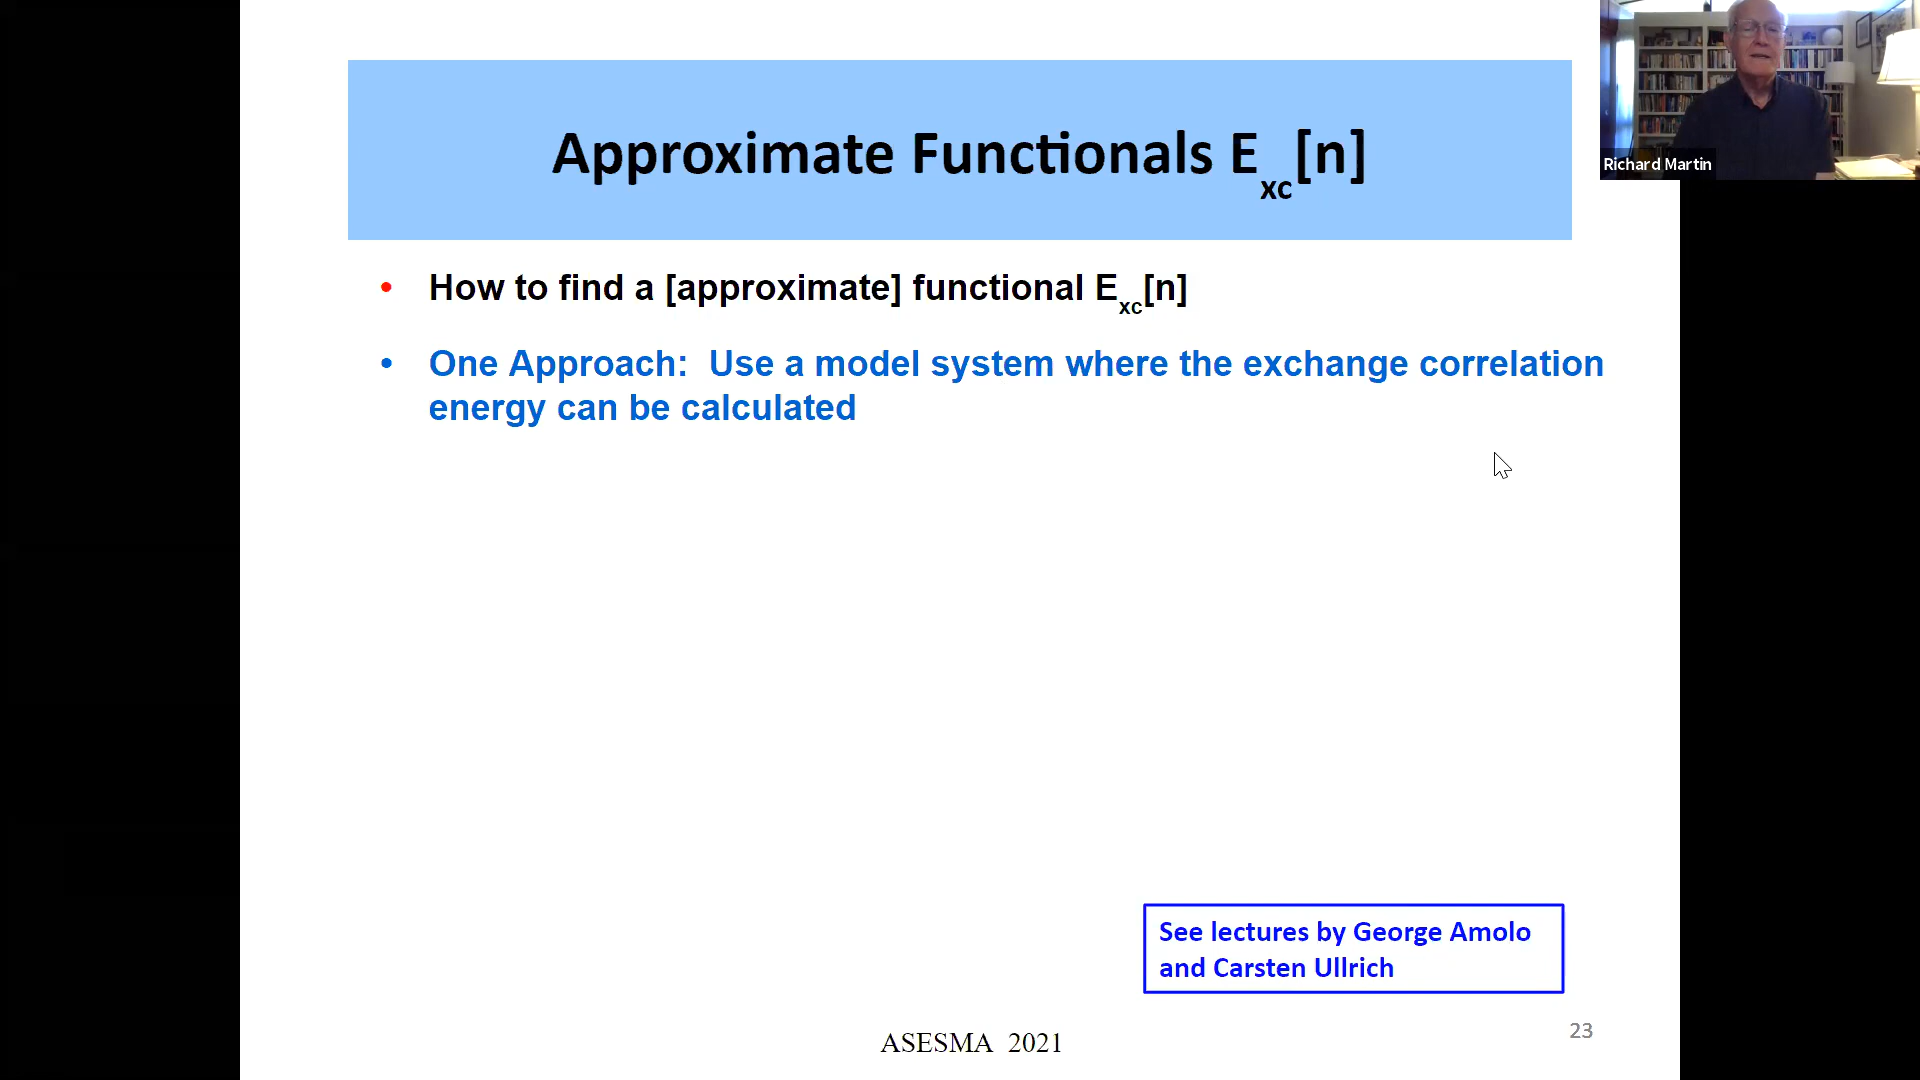 Approximate Functionals Exc[n]
Richard Martin
• How to find a [approximate] functional Exc[n]
• One Approach:  Use a model system where the exchange correlation
energy can be calculated
See lectures by George Amolo
and Carsten Ullrich
ASESMA  2021
23